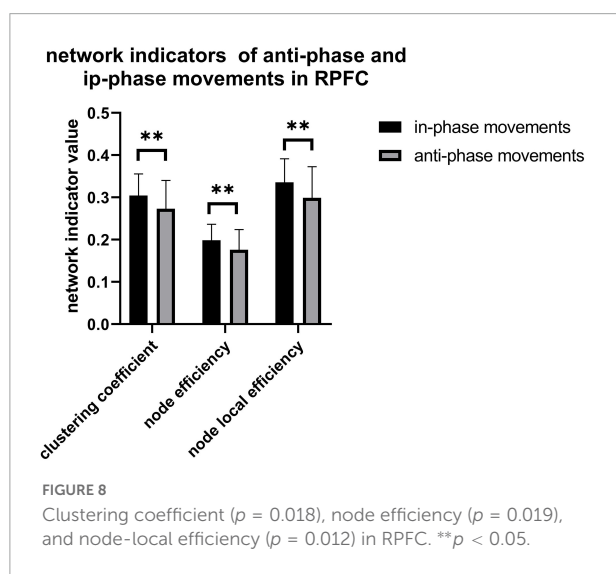 network indicators of anti-phase and
ip-phase movements in RPFC
network indicator value
0.5
0.4
0.3
0.2
0.1
0.0
**
**
**
in-phase movements
anti-phase movements
clustering coefficient
node efficiency
node local efficiency
FIGURE 8
Clustering coefficient (p = 0.018), node efficiency (p = 0.019),
and node-local efficiency (p = 0.012) in RPFC. **p < 0.05.